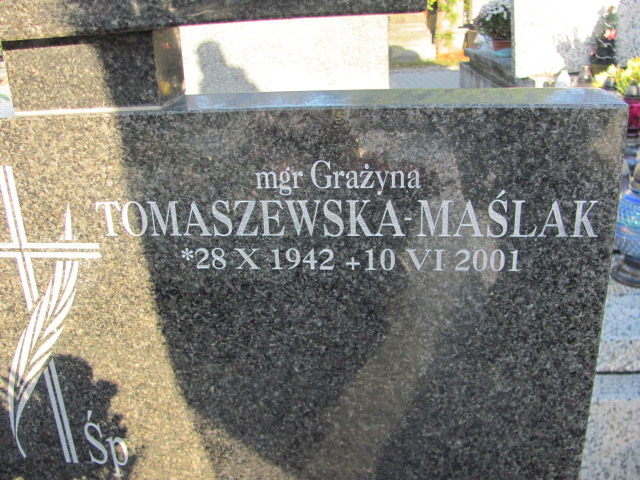 mgr Grażyna
TOMASZEWSKA-MAŚLAK
*28 X 1942 +10 VI 2001
Śp